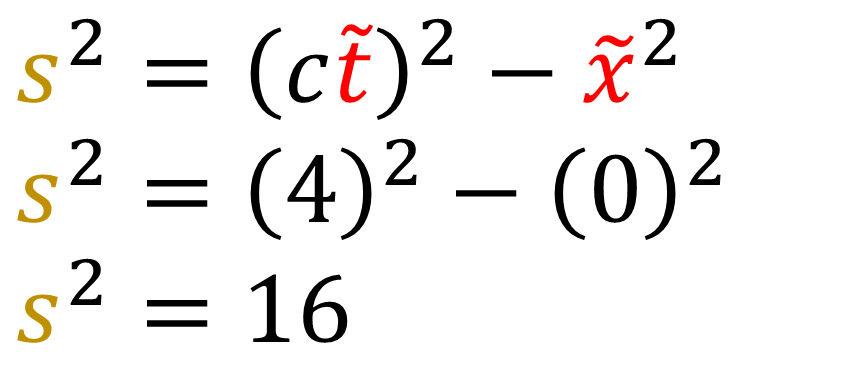 s² = (ct̃)² − x̃²
s² = (4)² − (0)²
s² = 16